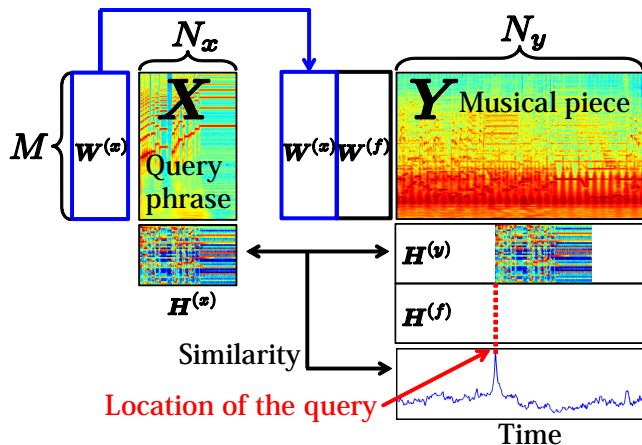 N_x
N_y
M
W^(x)
X
Query
phrase
W^(x)
W^(f)
Y Musical piece
H^(x)
H^(y)
H^(f)
Similarity
Location of the query
Time